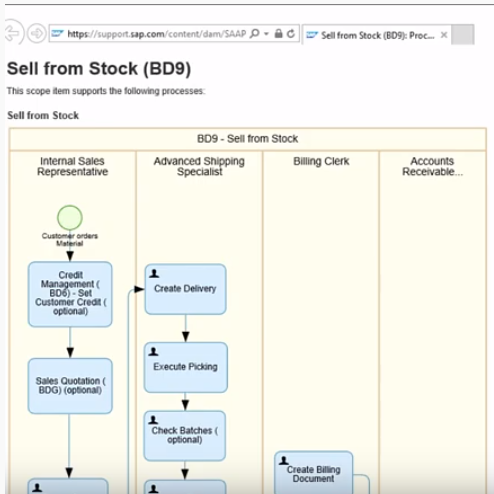 https://support.sap.com/content/dam/SAAP
Sell from Stock (BD9): Proc...
Sell from Stock (BD9)
This scope item supports the following processes:
Sell from Stock
BD9 - Sell from Stock
Internal Sales
Representative
Advanced Shipping
Specialist
Billing Clerk
Accounts
Receivable...
Customer orders
Material
Credit
Management (
BD6) - Set
Customer Credit (
optional)
Create Delivery
Execute Picking
Sales Quotation (
BDG) (optional)
Check Batches (
optional)
Create Billing
Document